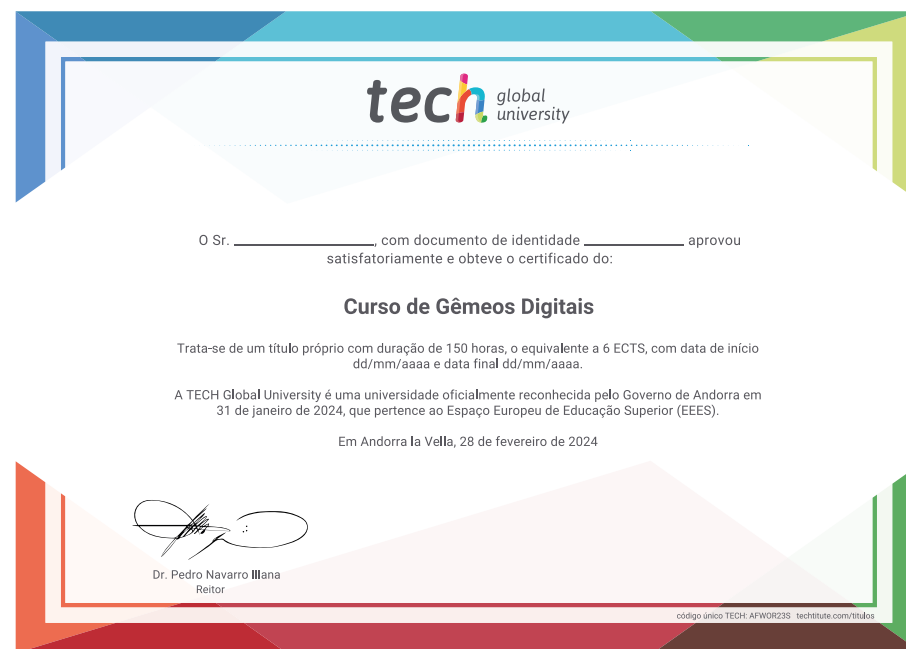 tech global university
O Sr. ____________, com documento de identidade ____________ aprovou
satisfatoriamente e obteve o certificado do:
Curso de Gêmeos Digitais
Trata-se de um título próprio com duração de 150 horas, o equivalente a 6 ECTS, com data de início
dd/mm/aaaa e data final dd/mm/aaaa.
A TECH Global University é uma universidade oficialmente reconhecida pelo Governo de Andorra em
31 de janeiro de 2024, que pertence ao Espaço Europeu de Educação Superior (EEES).
Em Andorra la Vella, 28 de fevereiro de 2024
Dr. Pedro Navarro Illana
Reitor
código único TECH: AFWOR23S techtitute.com/titulos